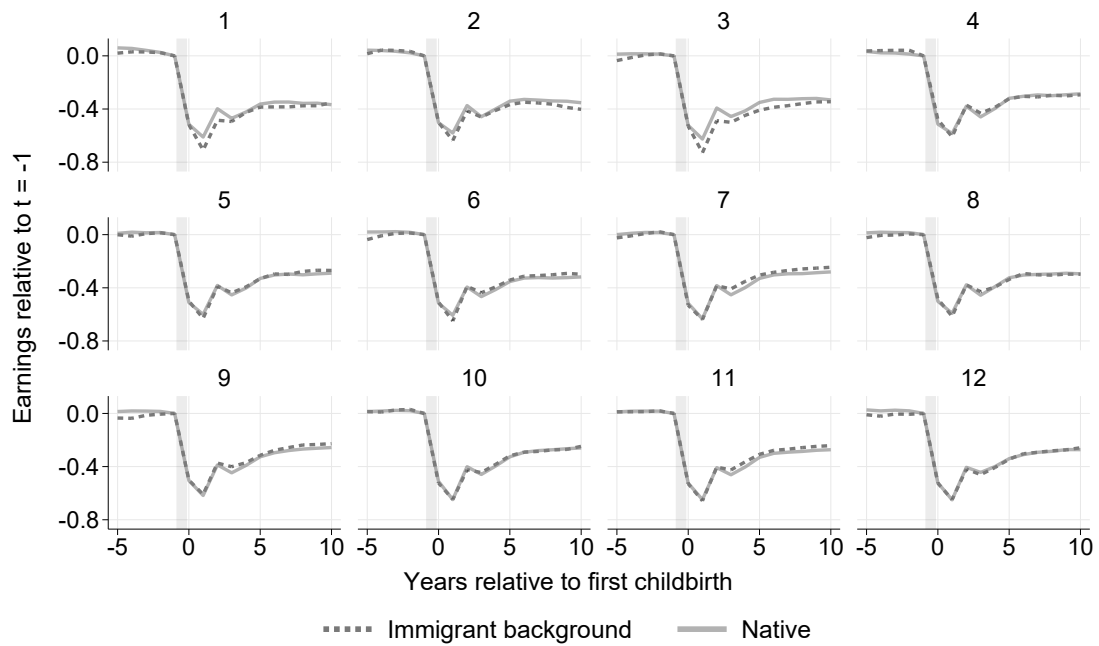 1 2 3 4
0.0
-0.4
-0.8
5 6 7 8
0.0
-0.4
-0.8
9 10 11 12
0.0
-0.4
-0.8
-5 0 5 10 -5 0 5 10 -5 0 5 10 -5 0 5 10
Earnings relative to t = -1
Years relative to first childbirth
Immigrant background Native